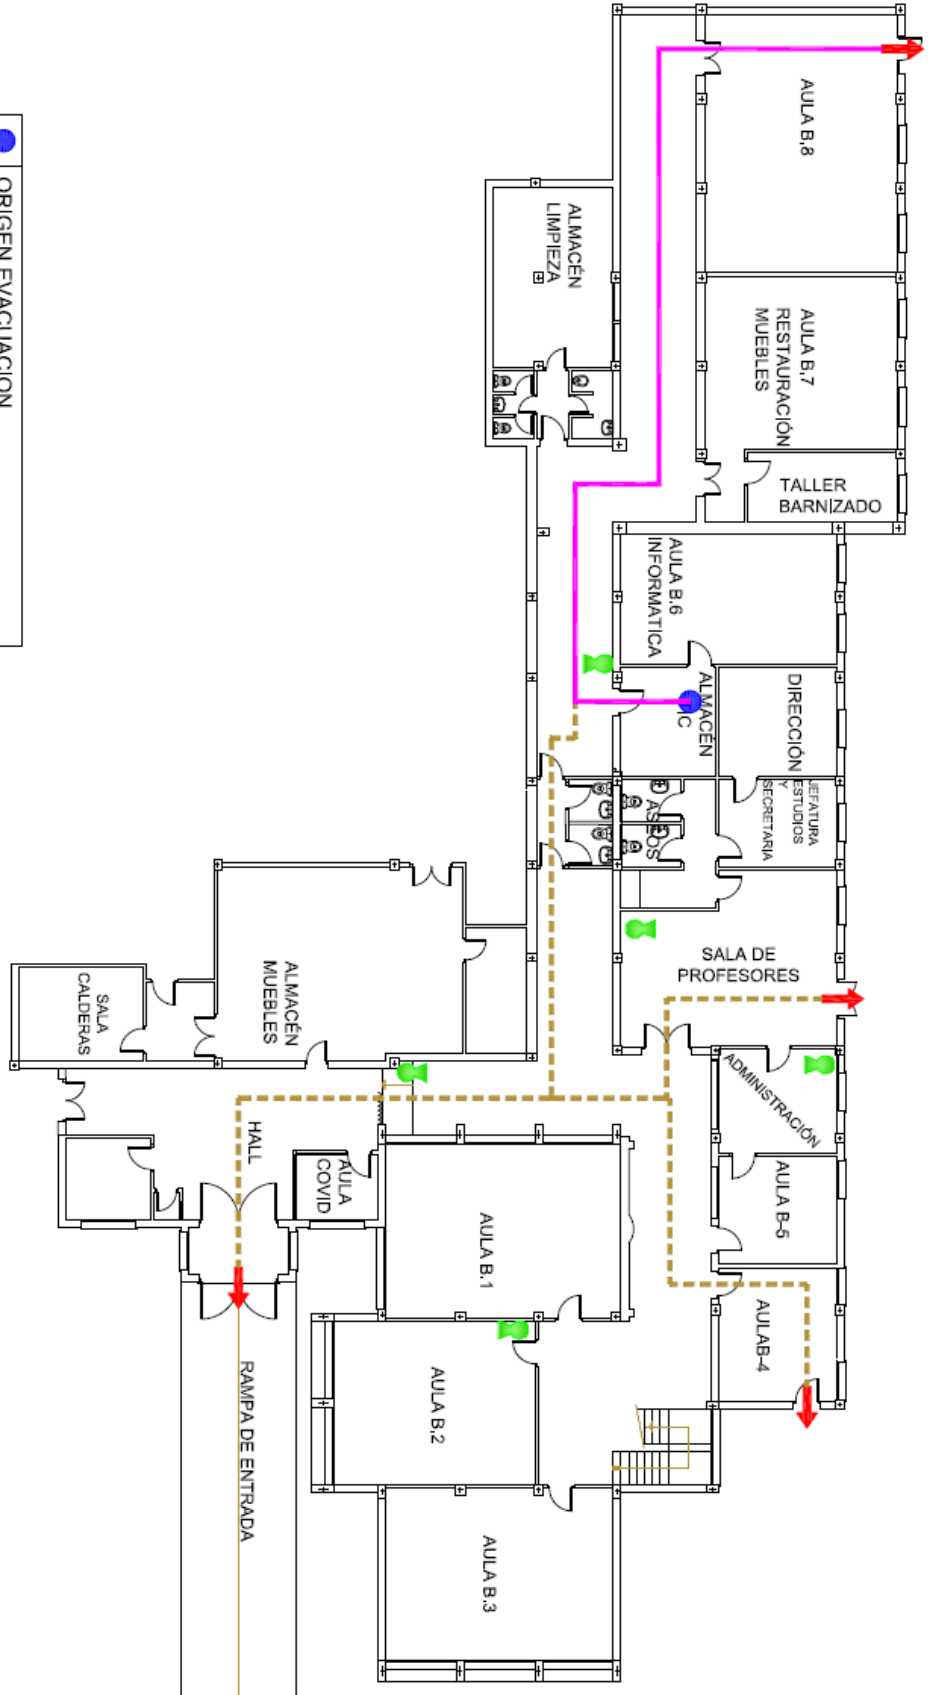 AULA B,8
ORIGEN EVACUACION
ALMACÉN
LIMPIEZA
AULA B,7
RESTAURACIÓN
MUEBLES
TALLER
BARNIZADO
AULA B.6
INFORMATICA
ALMACÉN
TIC
DIRECCIÓN
JEFATURA
ESTUDIOS
Y
SECRETARIA
ASEOS
SALA DE
PROFESORES
ALMACÉN
MUEBLES
SALA
CALDERAS
ADMINISTRACIÓN
HALL
AULA
COVID
AULA B-5
AULA B.1
AULAB-4
AULA B,2
RAMPA DE ENTRADA
AULA B.3